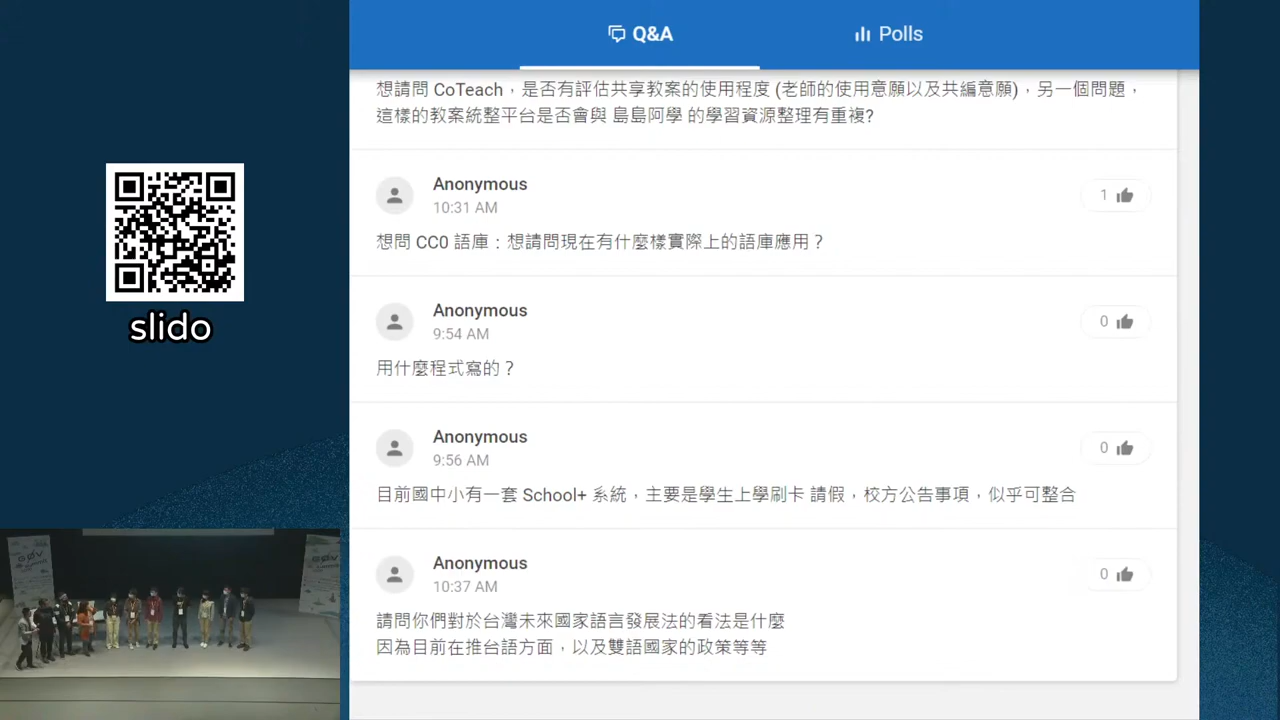 Q&A
Polls
想請問 CoTeach，是否有評估共享教案的使用程度 (老師的使用意願以及共編意願)，另一個問題，
這樣的教案統整平台是否會與 島島阿學 的學習資源整理有重複?
Anonymous
10:31 AM
1
想問 CC0 語庫：想請問現在有什麼樣實際上的語庫應用？
Anonymous
9:54 AM
0
用什麼程式寫的？
Anonymous
9:56 AM
0
目前國中小有一套 School+ 系統，主要是學生上學刷卡 請假，校方公告事項，似乎可整合
Anonymous
10:37 AM
0
請問你們對於台灣未來國家語言發展法的看法是什麼
因為目前在推台語方面，以及雙語國家的政策等等
slido